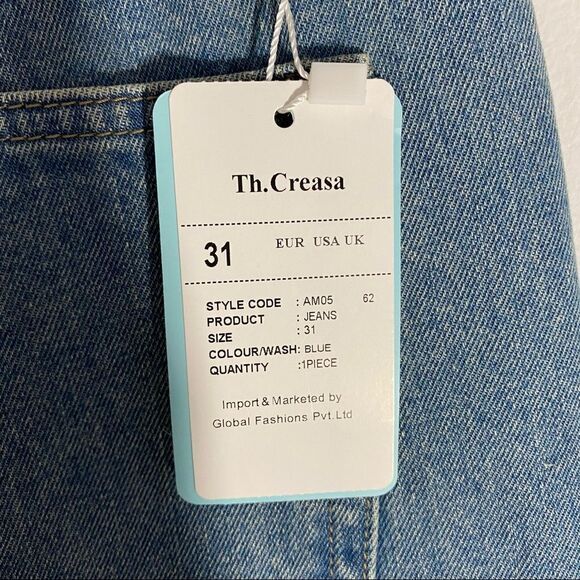 Th.Creasa
31 EUR USA UK
STYLE CODE : AM05 62
PRODUCT : JEANS
SIZE : 31
COLOUR/WASH: BLUE
QUANTITY :1PIECE
Import & Marketed by
Global Fashions Pvt.Ltd